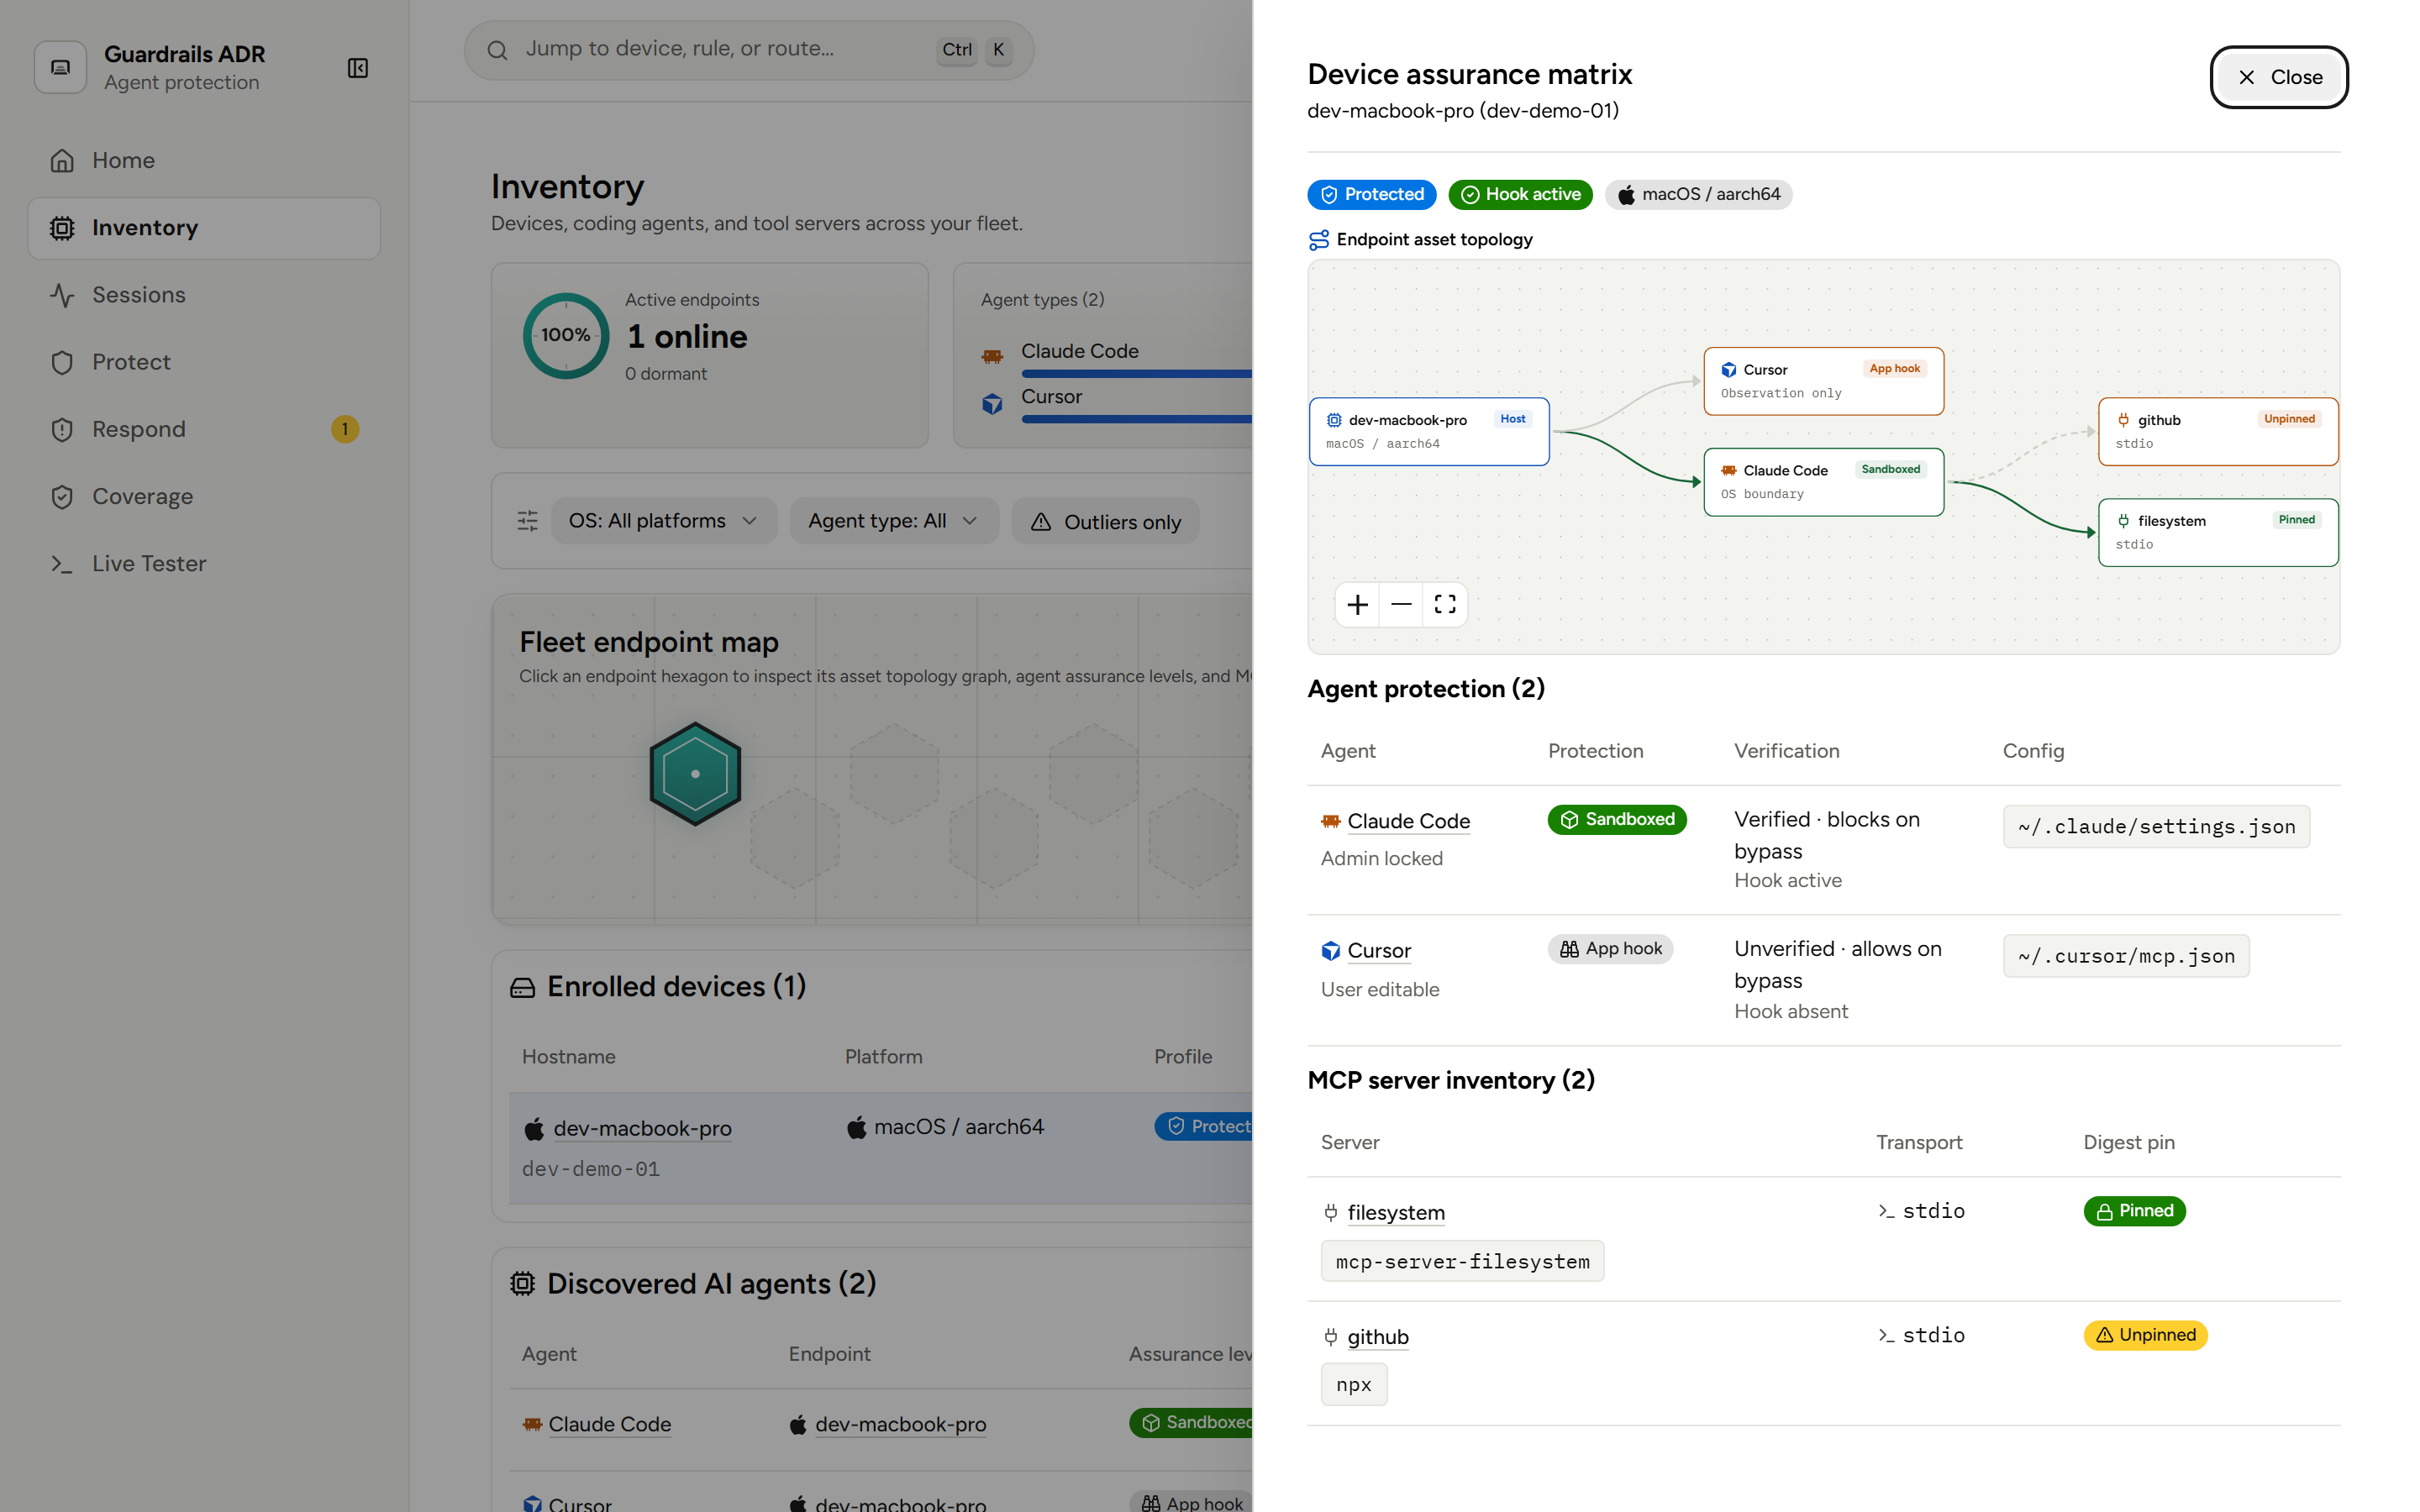 Guardrails ADR
Agent protection
Home
Inventory
Sessions
Protect
Respond
1
Coverage
Live Tester
Jump to device, rule, or route...
Ctrl K
Inventory
Devices, coding agents, and tool servers across your fleet.
100%
Active endpoints
1 online
0 dormant
Agent types (2)
Claude Code
Cursor
OS: All platforms
Agent type: All
Outliers only
Fleet endpoint map
Click an endpoint hexagon to inspect its asset topology graph, agent assurance levels, and
Enrolled devices (1)
Hostname Platform Profile
dev-macbook-pro macOS / aarch64 Protect
dev-demo-01
Discovered AI agents (2)
Agent Endpoint Assurance lev
Claude Code dev-macbook-pro Sandboxed
Cursor dev-macbook-pro App hook
Device assurance matrix
dev-macbook-pro (dev-demo-01)
Close
Protected Hook active macOS / aarch64
Endpoint asset topology
dev-macbook-pro Host
macOS / aarch64
Cursor App hook
Observation only
Claude Code Sandboxed
OS boundary
github Unpinned
stdio
filesystem Pinned
stdio
Agent protection (2)
Agent Protection Verification Config
Claude Code Sandboxed Verified · blocks on ~/.claude/settings.json
bypass
Admin locked
Hook active
Cursor App hook Unverified · allows on ~/.cursor/mcp.json
bypass
User editable
Hook absent
MCP server inventory (2)
Server Transport Digest pin
filesystem stdio Pinned
mcp-server-filesystem
github stdio Unpinned
npx